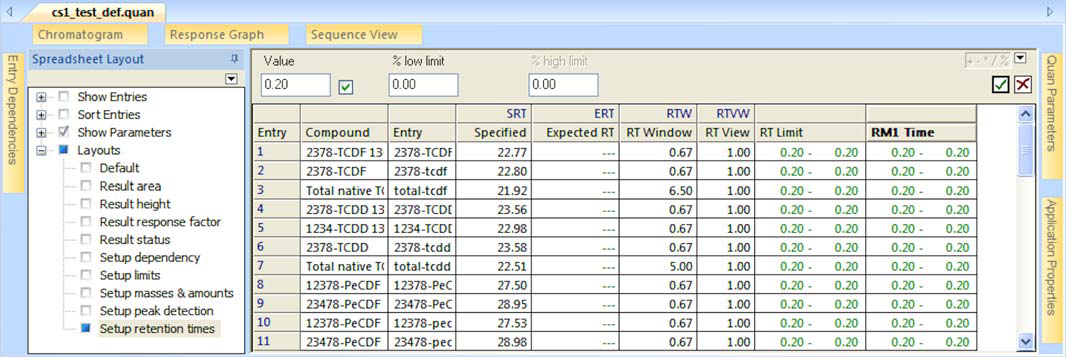 cs1_test_def.quan
Chromatogram Response Graph Sequence View
Entry Dependencies
Spreadsheet Layout
Show Entries
Sort Entries
Show Parameters
Layouts
Default
Result area
Result height
Result response factor
Result status
Setup dependency
Setup limits
Setup masses & amounts
Setup peak detection
Setup retention times
Value % low limit % high limit
+ - * / %
0.20 0.00 0.00
SRT ERT RTW RTVW
Entry Compound Entry Specified Expected RT RT Window RT View RT Limit RM1 Time
1 2378-TCDF 13 2378-TCDF 22.77 --- 0.67 1.00 0.20 - 0.20 0.20 - 0.20
2 2378-TCDF 2378-tcdf 22.80 --- 0.67 1.00 0.20 - 0.20 0.20 - 0.20
3 Total native TC total-tcdf 21.92 --- 6.50 1.00 0.20 - 0.20 0.20 - 0.20
4 2378-TCDD 13 2378-TCDD 23.56 --- 0.67 1.00 0.20 - 0.20 0.20 - 0.20
5 1234-TCDD 13 1234-TCDD 22.98 --- 0.67 1.00 0.20 - 0.20 0.20 - 0.20
6 2378-TCDD 2378-tcdd 23.58 --- 0.67 1.00 0.20 - 0.20 0.20 - 0.20
7 Total native TC total-tcdd 22.51 --- 5.00 1.00 0.20 - 0.20 0.20 - 0.20
8 12378-PeCDF 12378-PeC 27.50 --- 0.67 1.00 0.20 - 0.20 0.20 - 0.20
9 23478-PeCDF 23478-PeC 28.95 --- 0.67 1.00 0.20 - 0.20 0.20 - 0.20
10 12378-PeCDF 12378-pec 27.53 --- 0.67 1.00 0.20 - 0.20 0.20 - 0.20
11 23478-PeCDF 23478-pec 28.98 --- 0.67 1.00 0.20 - 0.20 0.20 - 0.20
Quan Parameters
Application Properties